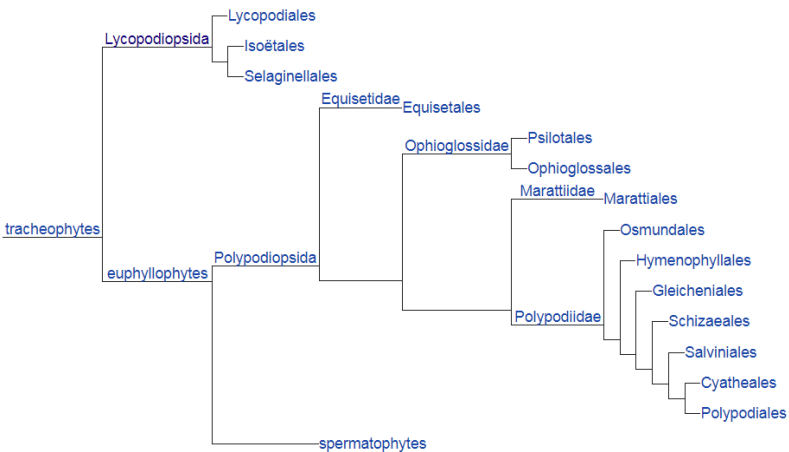 Lycopodiales
Lycopodiopsida
Isoëtales
Selaginellales
Equisetidae
Equisetales
Psilotales
Ophioglossidae
Ophioglossales
Marattiidae
Marattiales
tracheophytes
Osmundales
Polypodiopsida
Hymenophyllales
euphyllophytes
Gleicheniales
Polypodiidae
Schizaeales
Salviniales
Cyatheales
Polypodiales
spermatophytes